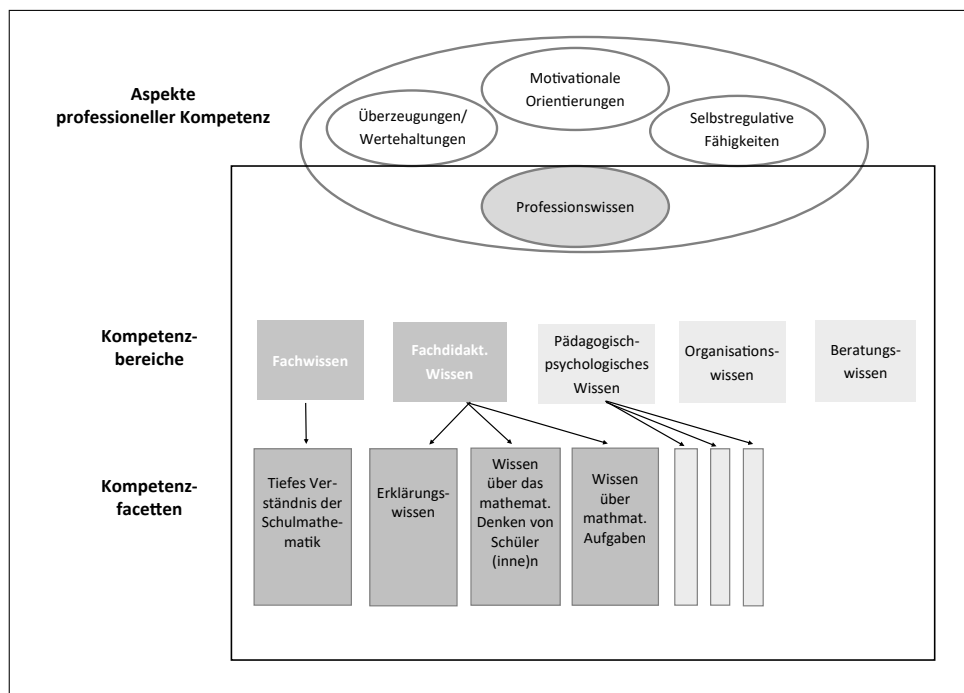 Aspekte
professioneller Kompetenz
Motivationale
Orientierungen
Überzeugungen/
Wertehaltungen
Selbstregulative
Fähigkeiten
Professionswissen
Kompetenz-
bereiche
Fachwissen
Fachdidakt.
Wissen
Pädagogisch-
psychologisches
Wissen
Organisations-
wissen
Beratungs-
wissen
Kompetenz-
facetten
Tiefes Ver-
ständnis der
Schulmathe-
matik
Erklärungs-
wissen
Wissen
über das
mathemat.
Denken von
Schüler
(inne)n
Wissen
über
mathmat.
Aufgaben